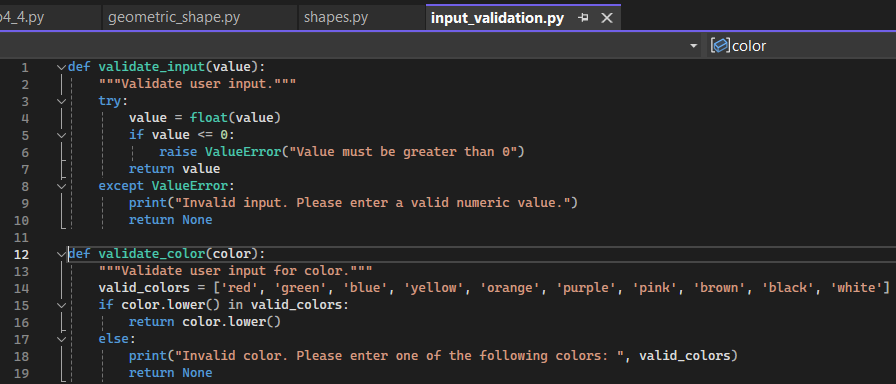 04_4.py geometric_shape.py shapes.py input_validation.py
color
1 def validate_input(value):
2     """Validate user input."""
3     try:
4         value = float(value)
5         if value <= 0:
6             raise ValueError("Value must be greater than 0")
7         return value
8     except ValueError:
9         print("Invalid input. Please enter a valid numeric value.")
10         return None
11
12 def validate_color(color):
13     """Validate user input for color."""
14     valid_colors = ['red', 'green', 'blue', 'yellow', 'orange', 'purple', 'pink', 'brown', 'black', 'white']
15     if color.lower() in valid_colors:
16         return color.lower()
17     else:
18         print("Invalid color. Please enter one of the following colors: ", valid_colors)
19         return None